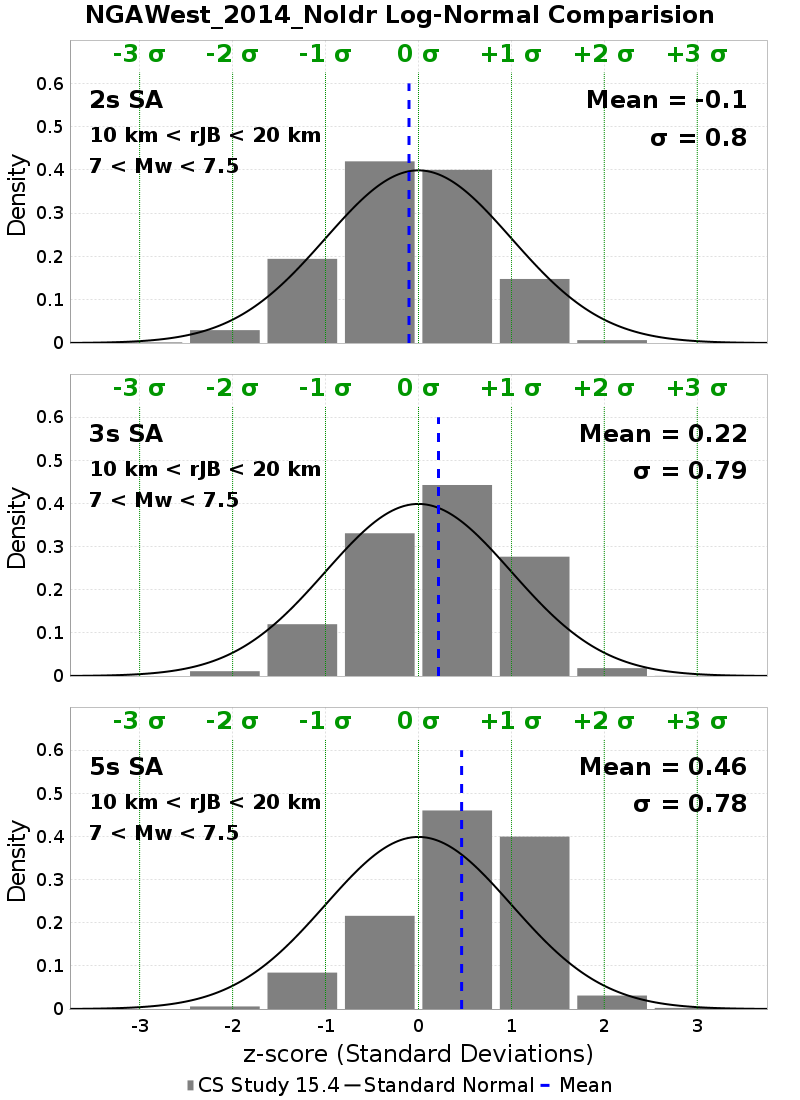 NGAWest_2014_NoIdr Log-Normal Comparision
-3 σ -2 σ -1 σ 0 σ +1 σ +2 σ +3 σ
2s SA
10 km < rJB < 20 km
7 < Mw < 7.5
Mean = -0.1
σ = 0.8
0.6
0.5
0.4
0.3
0.2
0.1
0
Density
-3 σ -2 σ -1 σ 0 σ +1 σ +2 σ +3 σ
3s SA
10 km < rJB < 20 km
7 < Mw < 7.5
Mean = 0.22
σ = 0.79
0.6
0.5
0.4
0.3
0.2
0.1
0
Density
-3 σ -2 σ -1 σ 0 σ +1 σ +2 σ +3 σ
5s SA
10 km < rJB < 20 km
7 < Mw < 7.5
Mean = 0.46
σ = 0.78
0.6
0.5
0.4
0.3
0.2
0.1
0
Density
-3 -2 -1 0 1 2 3
z-score (Standard Deviations)
CS Study 15.4 Standard Normal Mean